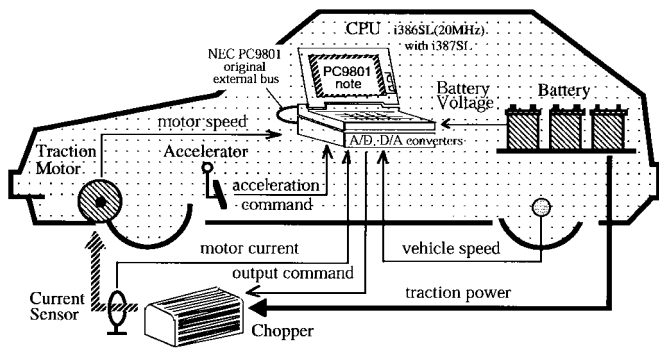 CPU i386SL(20MHz)
with i387SL
NEC PC9801
original
external bus
PC9801
note
Battery
Voltage
Battery
motor speed
A/D, D/A converters
Traction
Motor
Accelerator
acceleration
command
motor current
vehicle speed
output command
traction power
Current
Sensor
Chopper